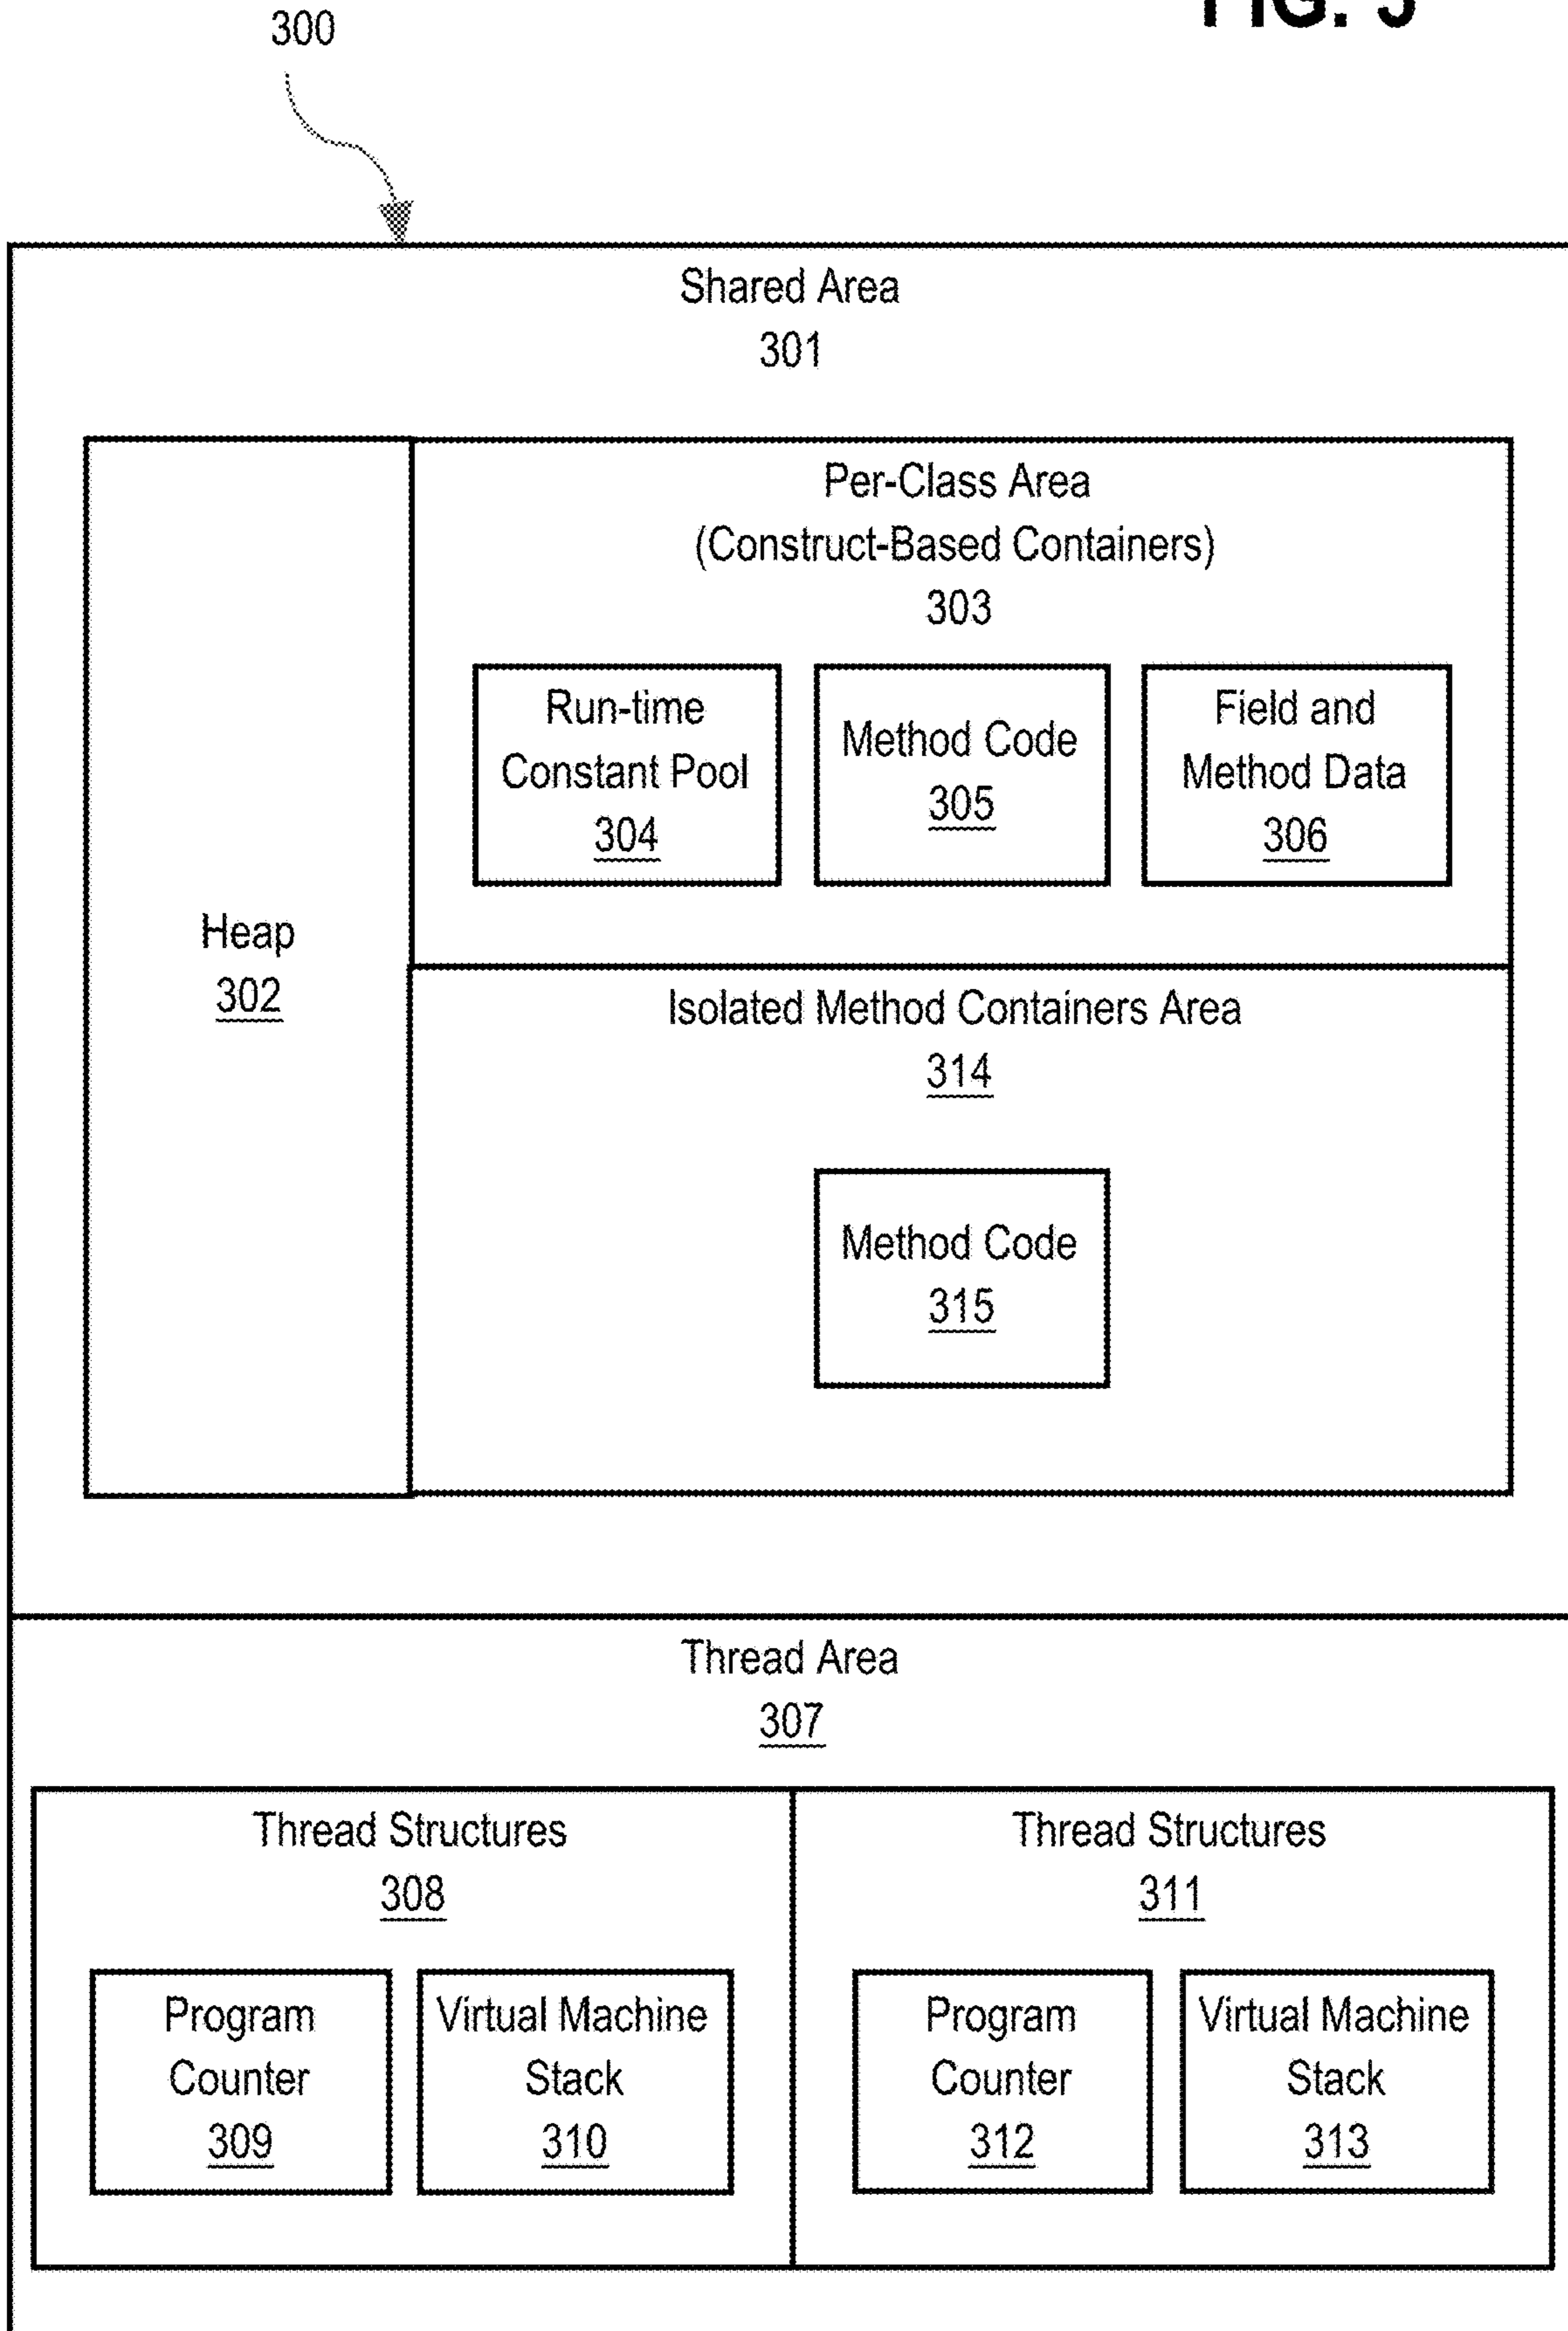 FIG. 3
300
Shared Area
301
Per-Class Area
(Construct-Based Containers)
303
Run-time
Constant Pool
304
Method Code
305
Field and
Method Data
306
Heap
302
Isolated Method Containers Area
314
Method Code
315
Thread Area
307
Thread Structures
308
Program
Counter
309
Virtual Machine
Stack
310
Thread Structures
311
Program
Counter
312
Virtual Machine
Stack
313